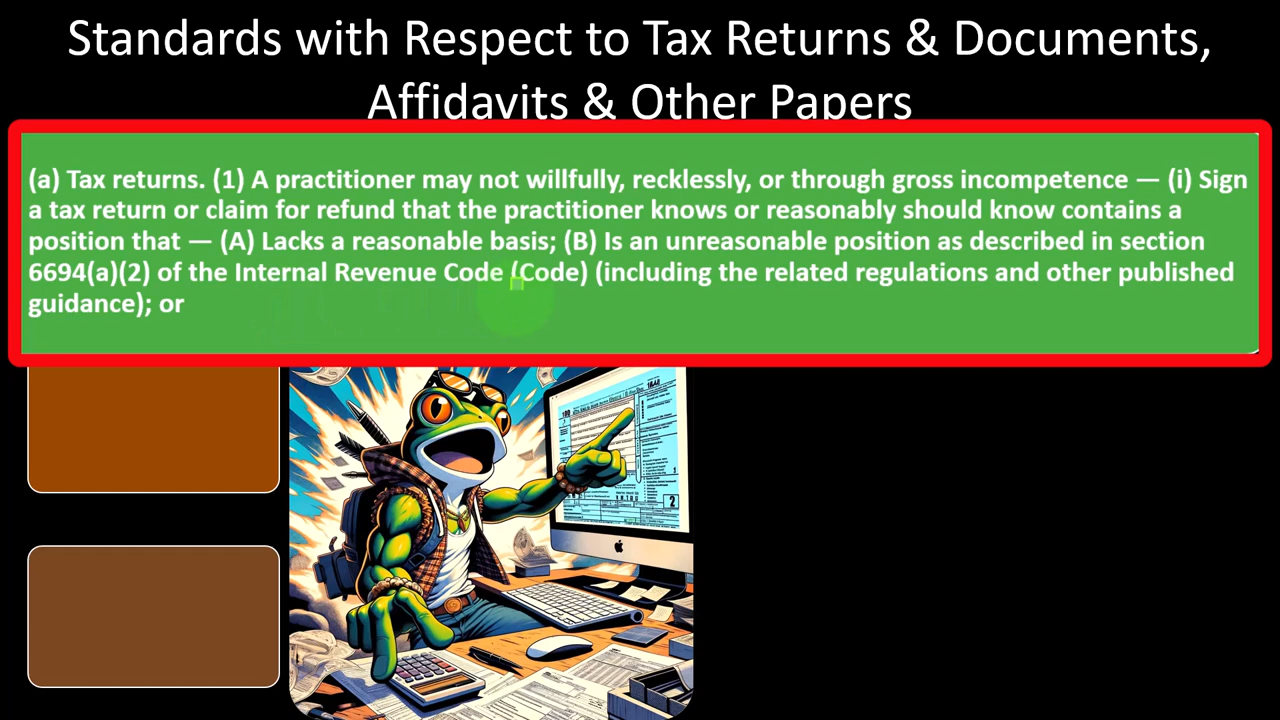 Standards with Respect to Tax Returns & Documents,
Affidavits & Other Papers
(a) Tax returns. (1) A practitioner may not willfully, recklessly, or through gross incompetence — (i) Sign
a tax return or claim for refund that the practitioner knows or reasonably should know contains a
position that — (A) Lacks a reasonable basis; (B) Is an unreasonable position as described in section
6694(a)(2) of the Internal Revenue Code (Code) (including the related regulations and other published
guidance); or